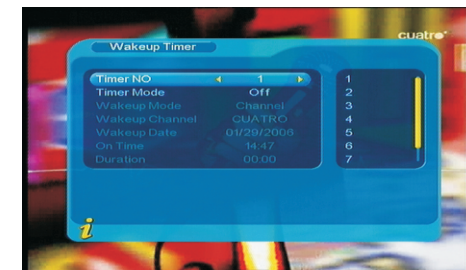 cuatro
Wakeup Timer
Timer NO 1
Timer Mode Off
Wakeup Mode Channel
Wakeup Channel CUATRO
Wakeup Date 01/29/2006
On Time 14:47
Duration 00:00
1
2
3
4
5
6
7
i